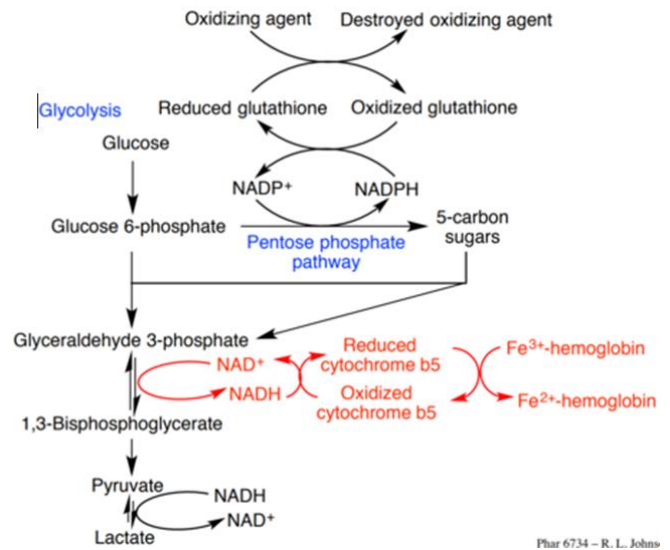 Oxidizing agent Destroyed oxidizing agent
Glycolysis Reduced glutathione Oxidized glutathione
Glucose
NADP+ NADPH
Glucose 6-phosphate 5-carbon
sugars
Pentose phosphate
pathway
Glyceraldehyde 3-phosphate Reduced
cytochrome b5 Fe³⁺-hemoglobin
NAD⁺
NADH Oxidized
cytochrome b5 Fe²⁺-hemoglobin
1,3-Bisphosphoglycerate
Pyruvate NADH
NAD⁺
Lactate
Phar 6734 – R. L. Johns